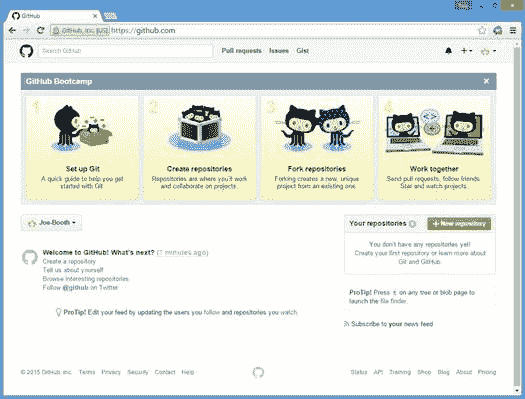 GitHub
GitHub, Inc. [US] https://github.com
Search GitHub
Pull requests Issues Gist
GitHub Bootcamp
1 2 3 4
Set up Git
A quick guide to help you get
started with Git
Create repositories
Repositories are where you'll work
and collaborate on projects.
Fork repositories
Forking creates a new, unique
project from an existing one
Work together
Send pull requests, follow friends.
Star and watch projects.
Joe-Booth
Your repositories 0
+ New repository
You don't have any repositories yet!
Create your first repository or learn more about
Git and GitHub.
Welcome to GitHub! What's next?
Create a repository
Tell us about yourself
Browse interesting repositories
Follow @github on Twitter
ProTip! Edit your feed by updating the users you follow and repositories you watch.
ProTip! Press t on any tree or blob page to
launch the file finder.
Subscribe to your news feed
© 2015 GitHub, Inc. Terms Privacy Security Contact Help
Status API Training Shop Blog About Pricing